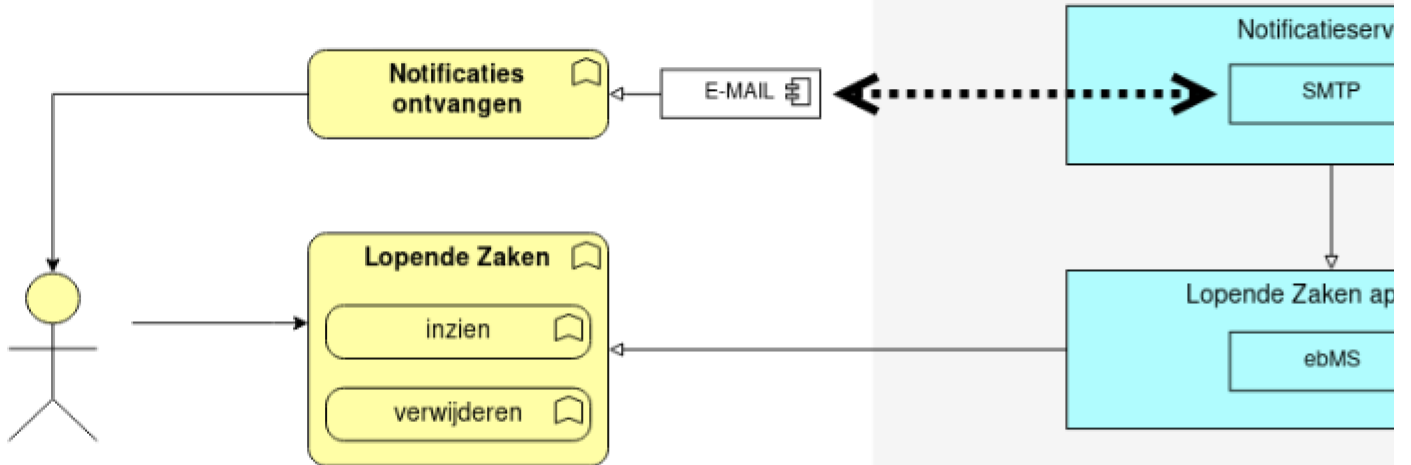 Notificaties
ontvangen
E-MAIL
Notificatieserv
SMTP
Lopende Zaken
inzien
verwijderen
Lopende Zaken ap
ebMS